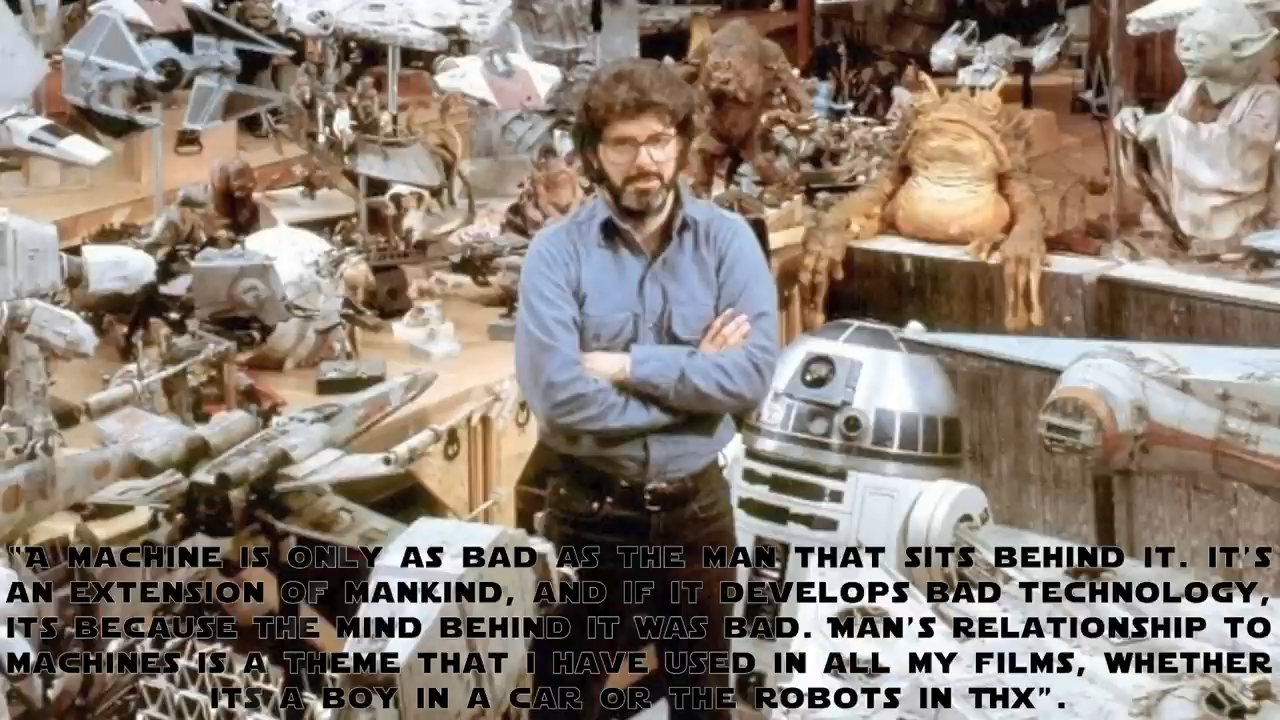 "A MACHINE IS ONLY AS BAD AS THE MAN THAT SITS BEHIND IT. IT'S
AN EXTENSION OF MANKIND, AND IF IT DEVELOPS BAD TECHNOLOGY,
ITS BECAUSE THE MIND BEHIND IT WAS BAD. MAN'S RELATIONSHIP TO
MACHINES IS A THEME THAT I HAVE USED IN ALL MY FILMS, WHETHER
ITS A BOY IN A CAR OR THE ROBOTS IN THX".